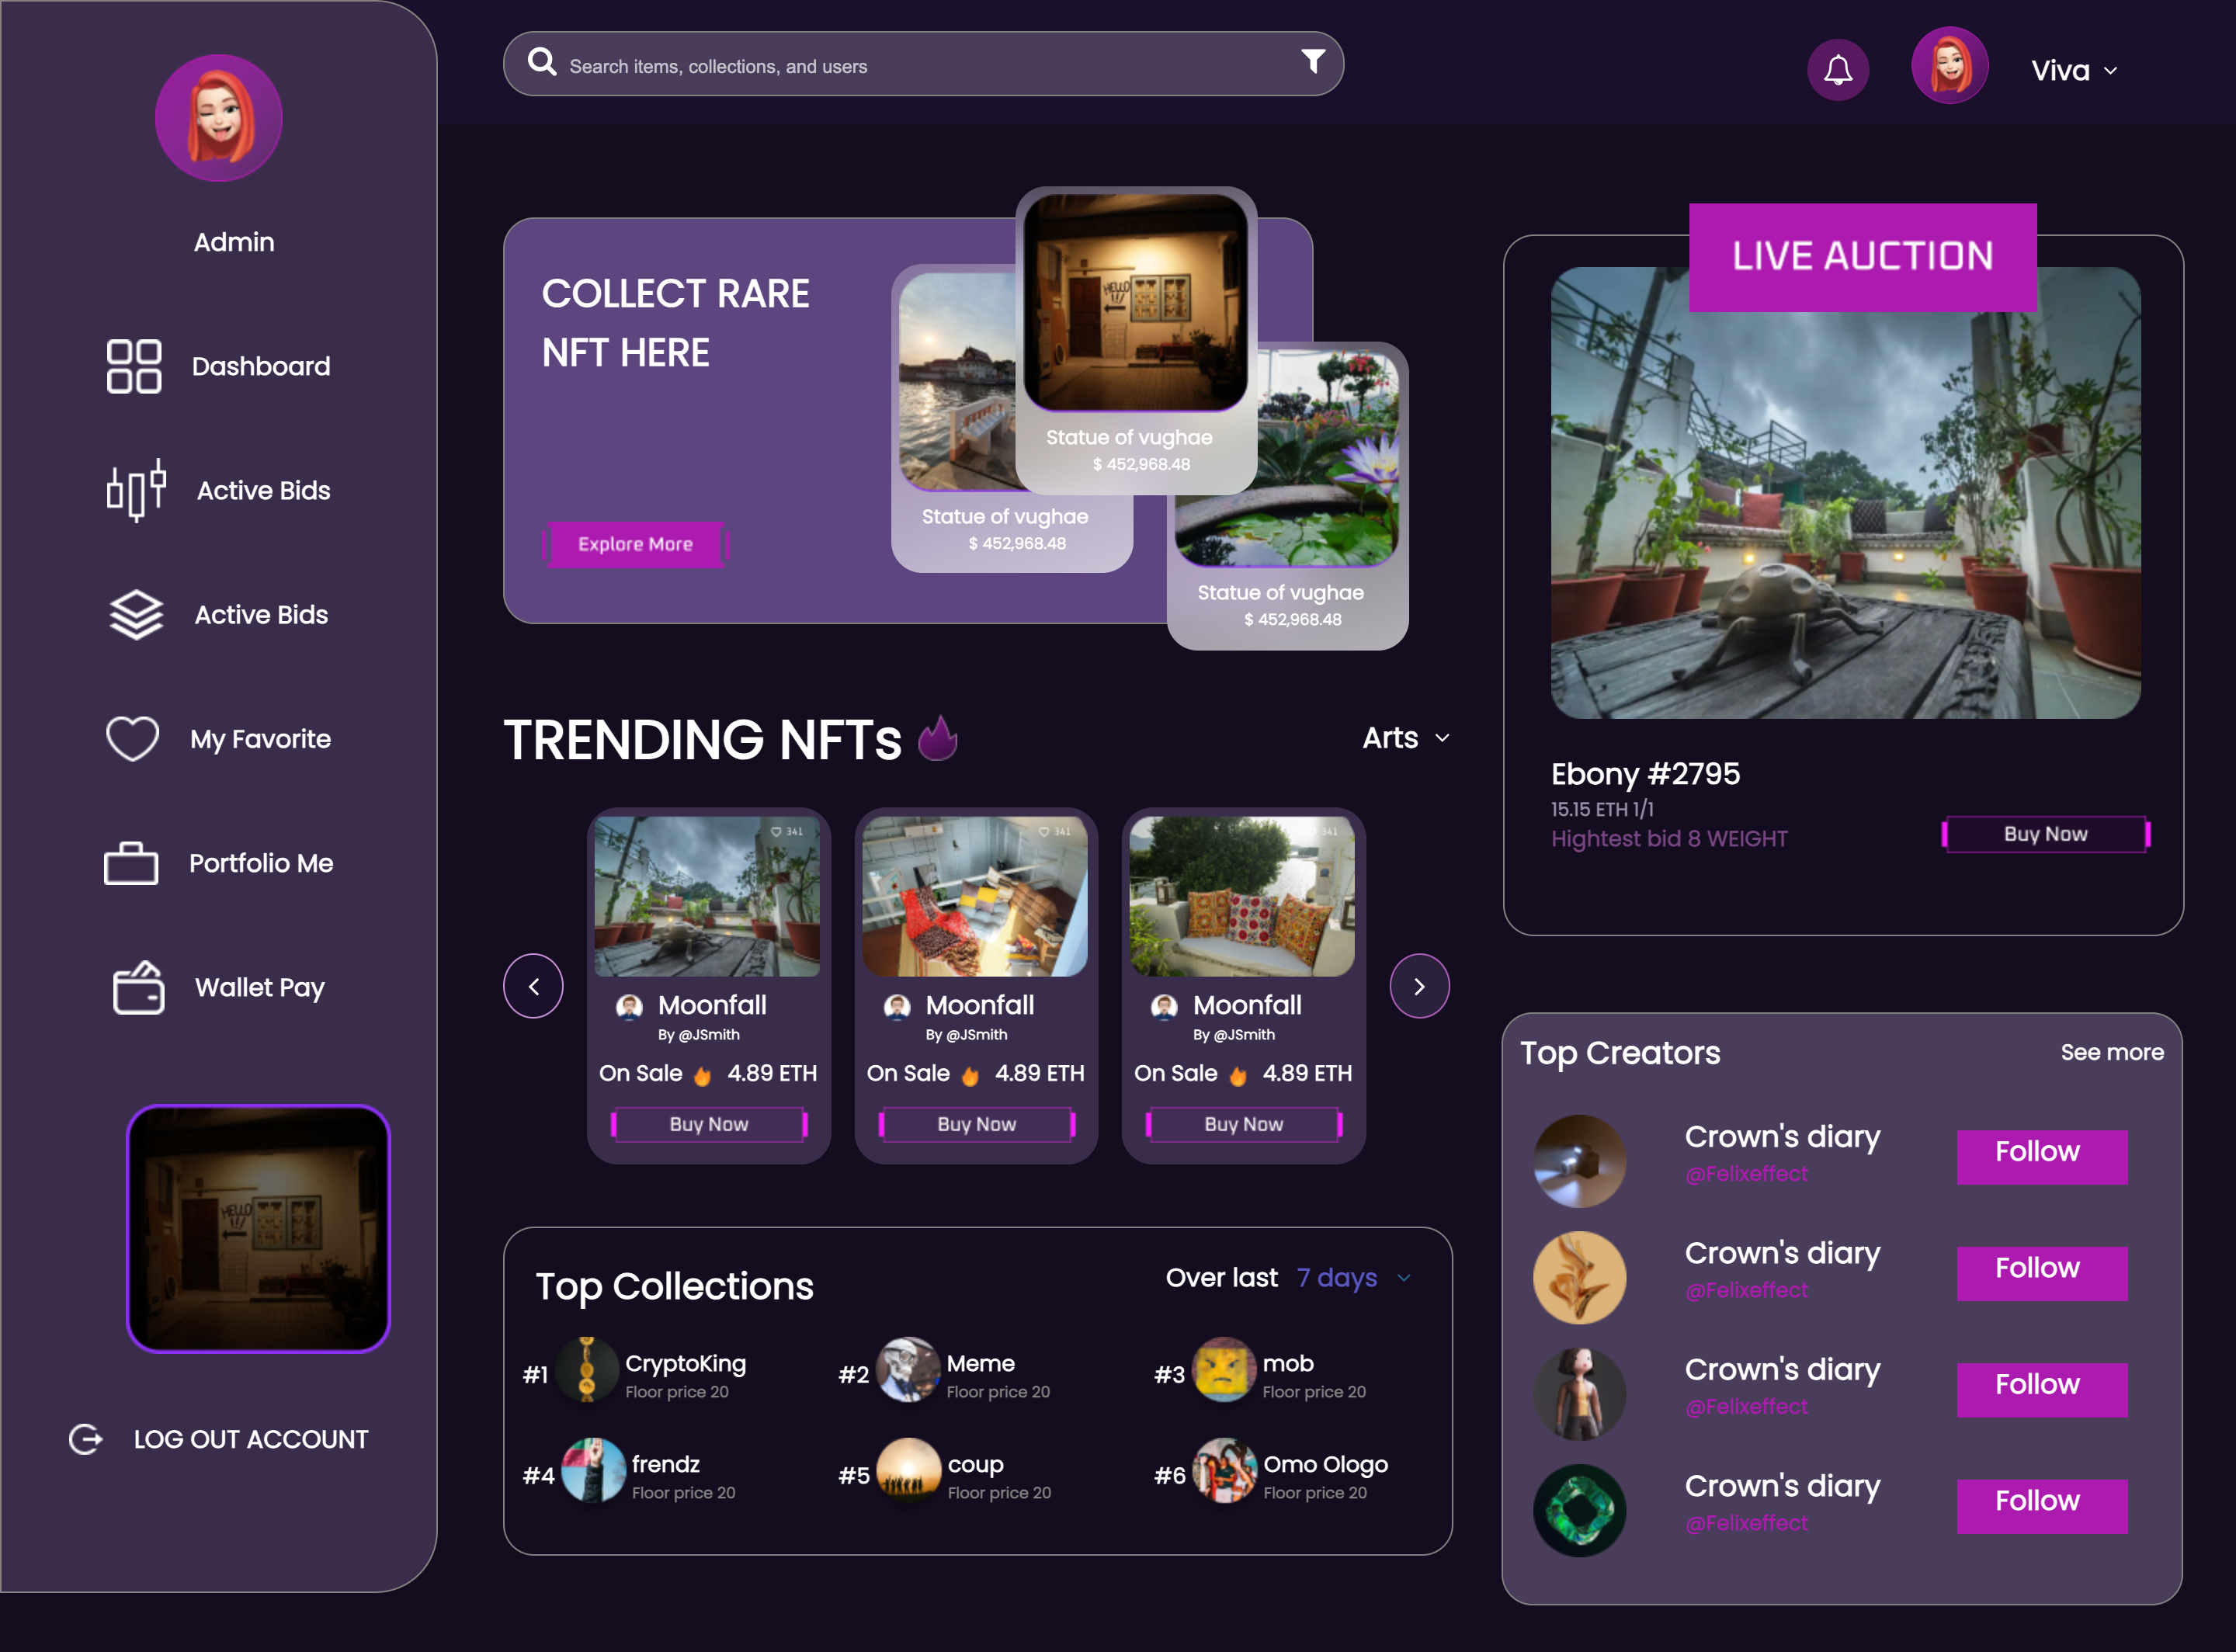 Search items, collections, and users
Viva
Admin
Dashboard
Active Bids
Active Bids
My Favorite
Portfolio Me
Wallet Pay
HELLO
!!!
LOG OUT ACCOUNT
COLLECT RARE
NFT HERE
Explore More
Statue of vughae
$ 452,968.48
HELLO
!!!
Statue of vughae
$ 452,968.48
Statue of vughae
$ 452,968.48
TRENDING NFTs
Arts
341
Moonfall
By @JSmith
On Sale 4.89 ETH
Buy Now
341
Moonfall
By @JSmith
On Sale 4.89 ETH
Buy Now
341
Moonfall
By @JSmith
On Sale 4.89 ETH
Buy Now
Top Collections
Over last 7 days
#1 CryptoKing
Floor price 20
#2 Meme
Floor price 20
#3 mob
Floor price 20
#4 frendz
Floor price 20
#5 coup
Floor price 20
#6 Omo Ologo
Floor price 20
LIVE AUCTION
Ebony #2795
15.15 ETH 1/1
Hightest bid 8 WEIGHT
Buy Now
Top Creators
See more
Crown's diary
@Felixeffect
Follow
Crown's diary
@Felixeffect
Follow
Crown's diary
@Felixeffect
Follow
Crown's diary
@Felixeffect
Follow